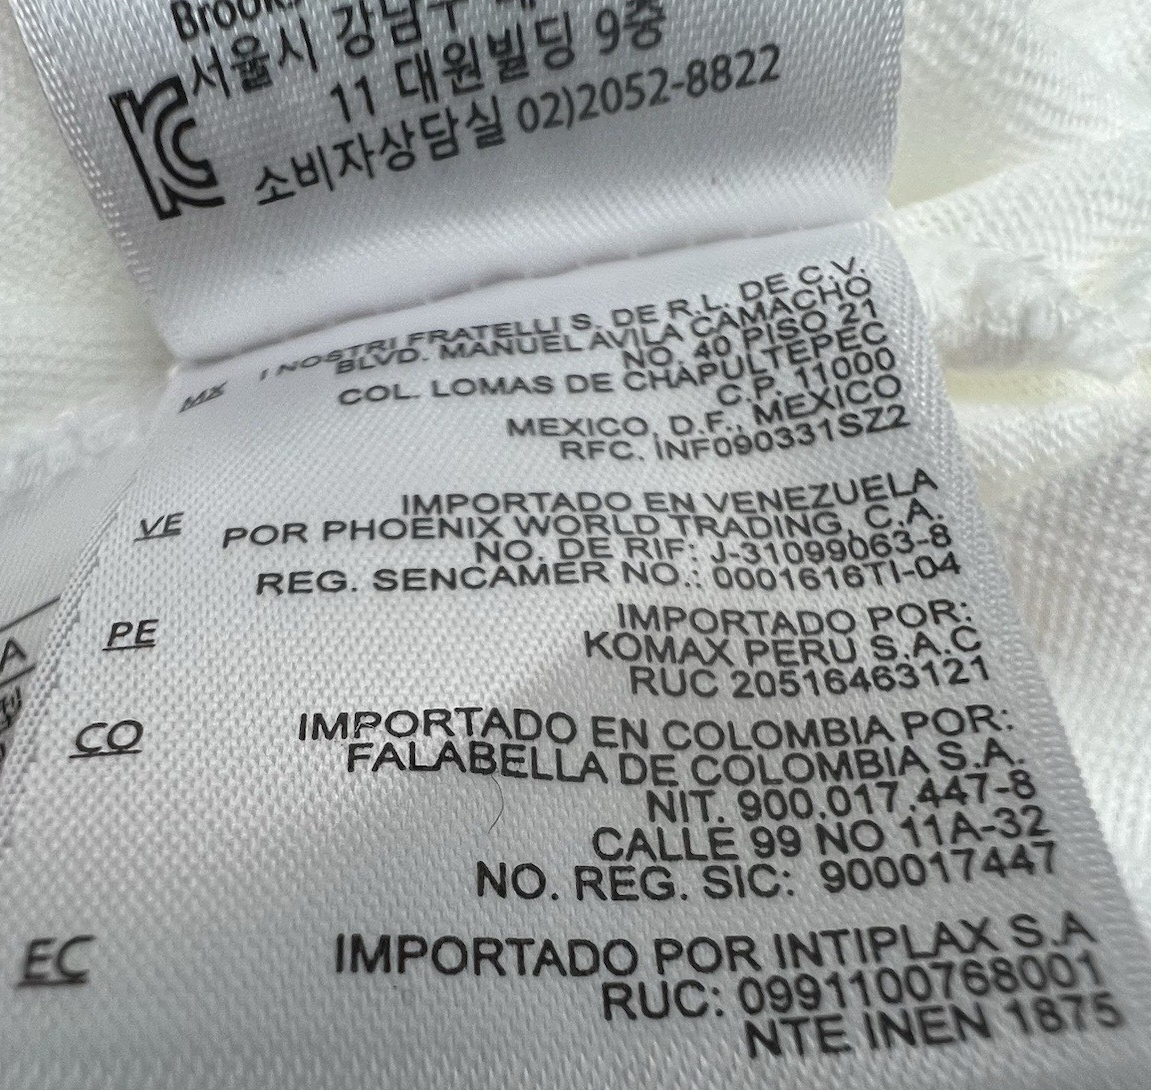 서울시 강남구
11 대원빌딩 9층
소비자상담실 02)2052-8822
MX I NOSTRI FRATELLI S. DE R.L. DE C.V.
BLVD. MANUEL AVILA CAMACHO
NO. 40 PISO 21
COL. LOMAS DE CHAPULTEPEC
C.P. 11000
MEXICO, D.F., MEXICO
RFC. INF090331SZ2
VE IMPORTADO EN VENEZUELA
POR PHOENIX WORLD TRADING, C.A.
NO. DE RIF: J-31099063-8
REG. SENCAMER NO.: 0001616TI-04
PE IMPORTADO POR:
KOMAX PERU S.A.C
RUC 20516463121
CO IMPORTADO EN COLOMBIA POR:
FALABELLA DE COLOMBIA S.A.
NIT. 900.017.447-8
CALLE 99 NO 11A-32
NO. REG. SIC: 900017447
EC IMPORTADO POR INTIPLAX S.A
RUC: 0991100768001
NTE INEN 1875